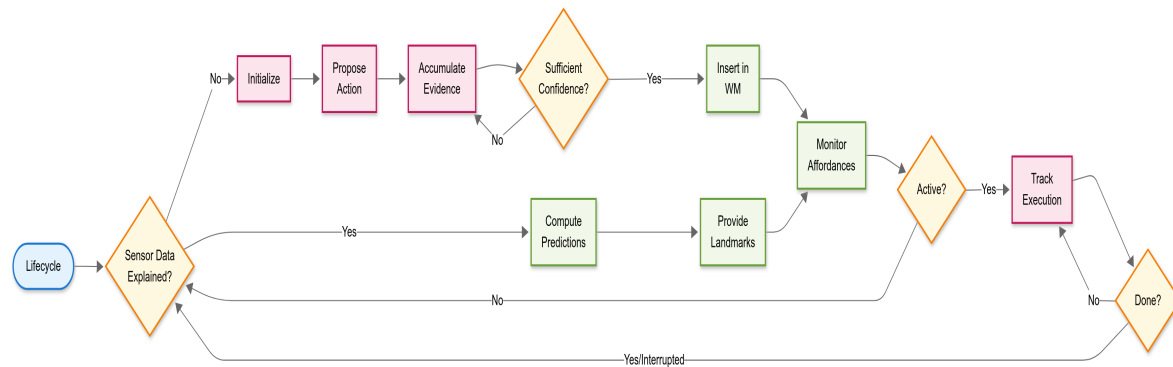 Lifecycle
Sensor Data
Explained?
No
Initialize
Propose
Action
Accumulate
Evidence
Sufficient
Confidence?
No
Yes
Insert in
WM
Yes
Compute
Predictions
Provide
Landmarks
Monitor
Affordances
Active?
Yes
Track
Execution
No
Done?
No
Yes/Interrupted